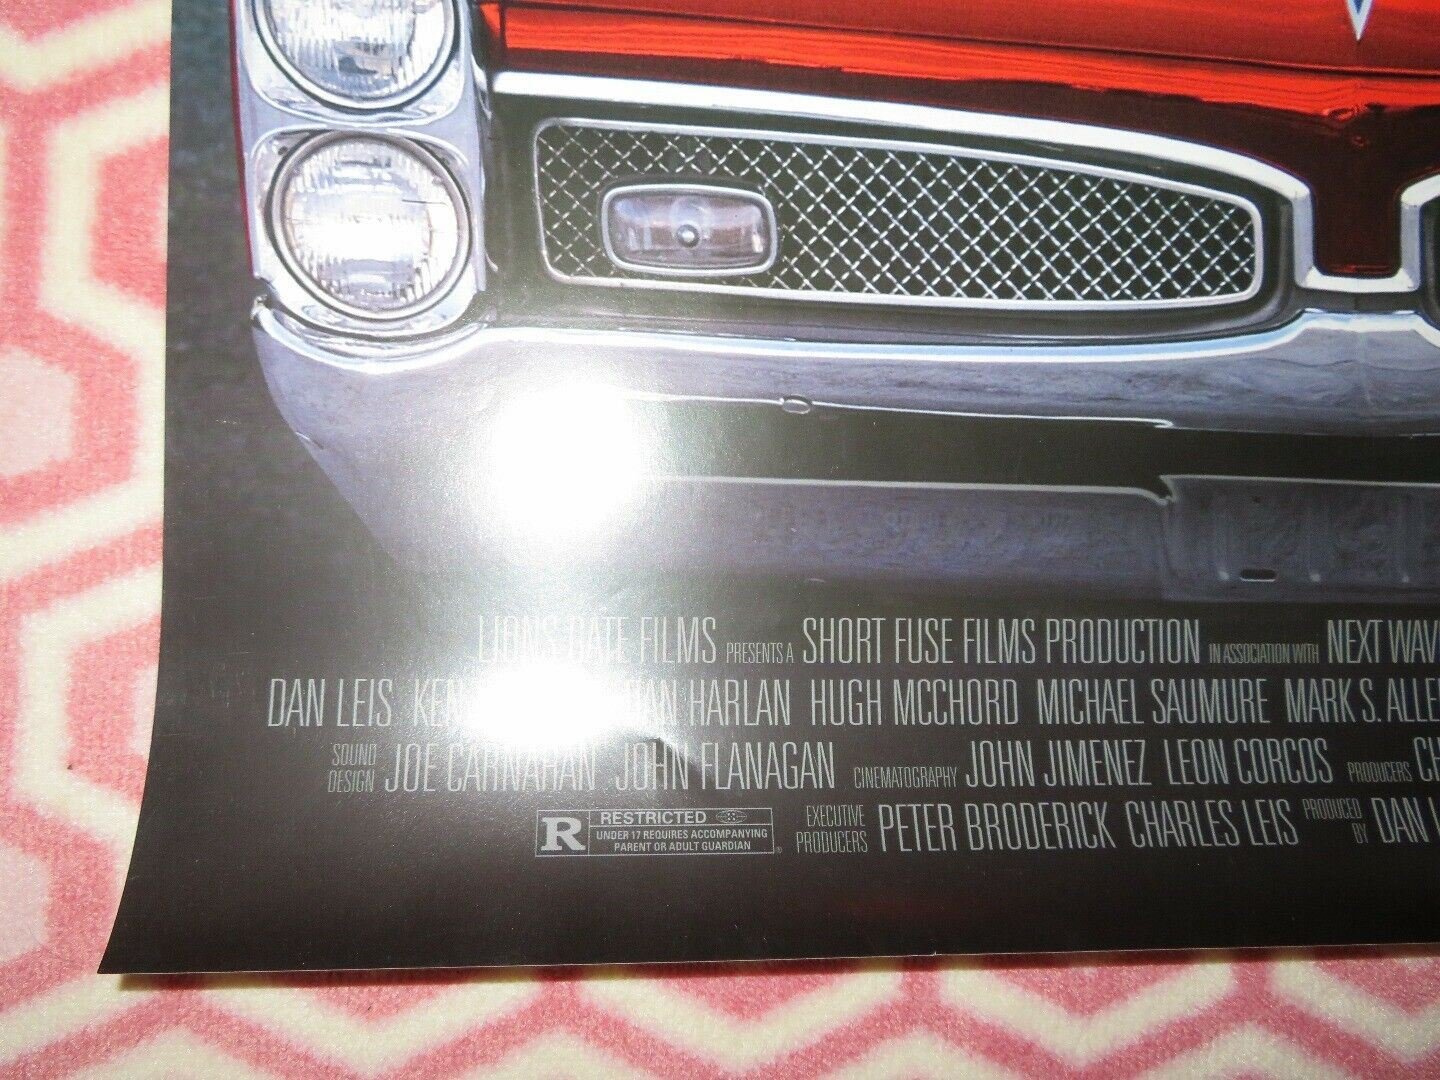 LIONS GATE FILMS PRESENTS A SHORT FUSE FILMS PRODUCTION IN ASSOCIATION WITH NEXT WAV
DAN LEIS HARLAN HUGH MCCHORD MICHAEL SAUMURE MARK S. ALLE
SOUND DESIGN JOE CARNAHAN JOHN FLANAGAN CINEMATOGRAPHY JOHN JIMENEZ LEON CORCOS PRODUCERS CH
R RESTRICTED
UNDER 17 REQUIRES ACCOMPANYING
PARENT OR ADULT GUARDIAN
EXECUTIVE PRODUCERS PETER BRODERICK CHARLES LEIS PRODUCED BY DAN